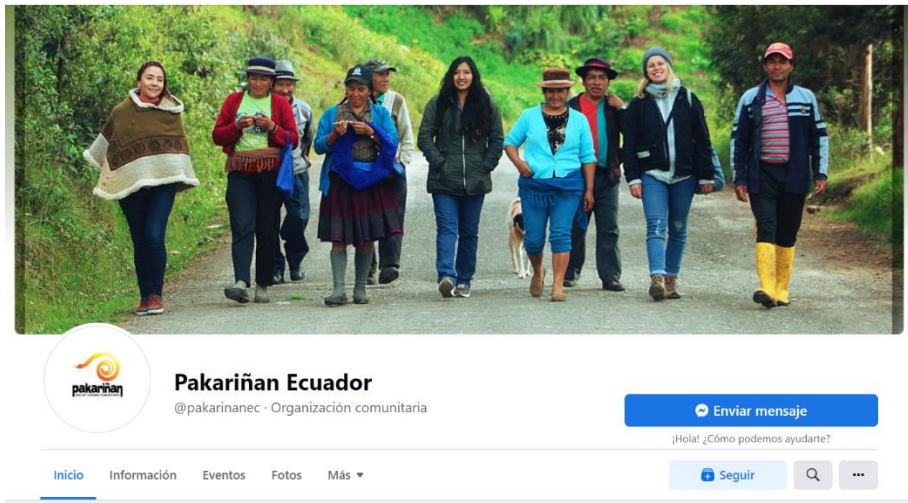 pakariñan
Pakariñan Ecuador
@pakarinanec · Organización comunitaria
Enviar mensaje
¡Hola! ¿Cómo podemos ayudarte?
Inicio Información Eventos Fotos Más
Seguir